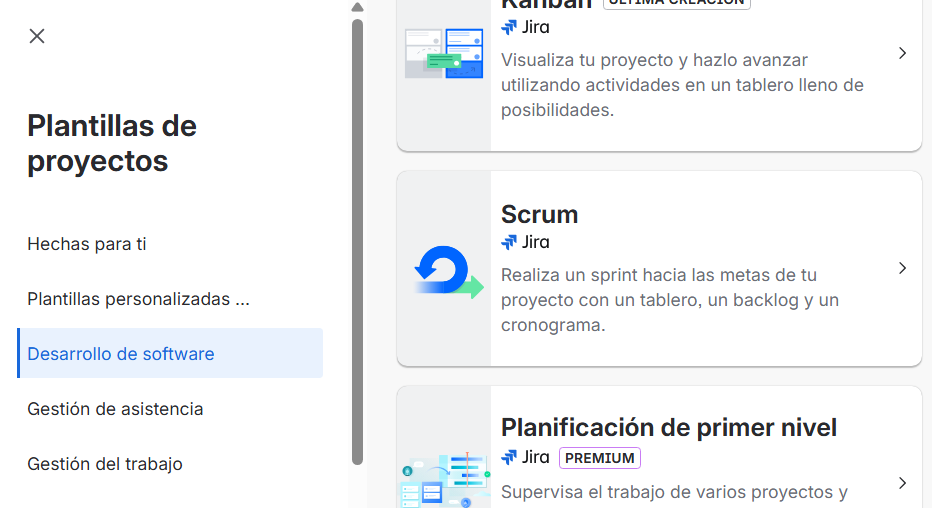 Plantillas de
proyectos
Hechas para ti
Plantillas personalizadas ...
Desarrollo de software
Gestión de asistencia
Gestión del trabajo
Kanban ÚLTIMA CREACIÓN
Jira
Visualiza tu proyecto y hazlo avanzar
utilizando actividades en un tablero lleno de
posibilidades.
Scrum
Jira
Realiza un sprint hacia las metas de tu
proyecto con un tablero, un backlog y un
cronograma.
Planificación de primer nivel
Jira PREMIUM
Supervisa el trabajo de varios proyectos y